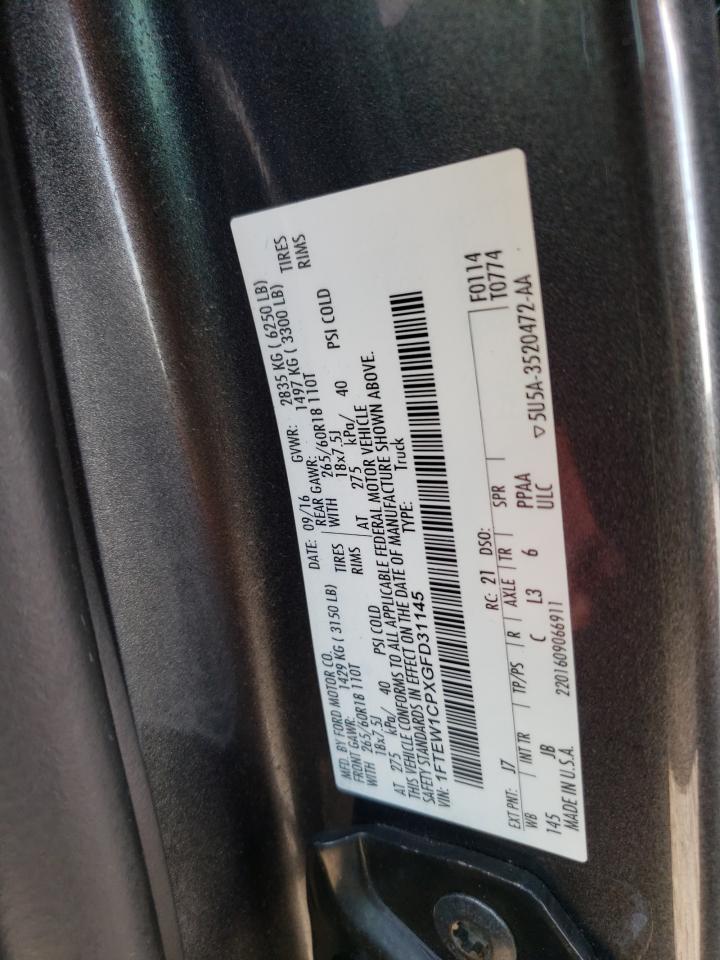 MFD. BY FORD MOTOR CO.
DATE: 09/16 GVWR: 2835 KG ( 6250 LB)
FRONT GAWR: 1429 KG ( 3150 LB) REAR GAWR: 1497 KG ( 3300 LB)
WITH 265/60R18 110T TIRES WITH 265/60R18 110T TIRES
18x7.5J RIMS 18x7.5J RIMS
AT 275 kPa/ 40 PSI COLD AT 275 kPa/ 40 PSI COLD
THIS VEHICLE CONFORMS TO ALL APPLICABLE FEDERAL MOTOR VEHICLE
SAFETY STANDARDS IN EFFECT ON THE DATE OF MANUFACTURE SHOWN ABOVE.
VIN: 1FTEW1CPXGFD31145 TYPE: Truck
F0114
T0774
EXT PNT: J7 RC: 21 DSO:
WB INT TR TP/PS R AXLE TR SPR
145 JB C L3 6 PPAA
MADE IN U.S.A. 2201609066911 ULC ▽5U5A-3520472-AA